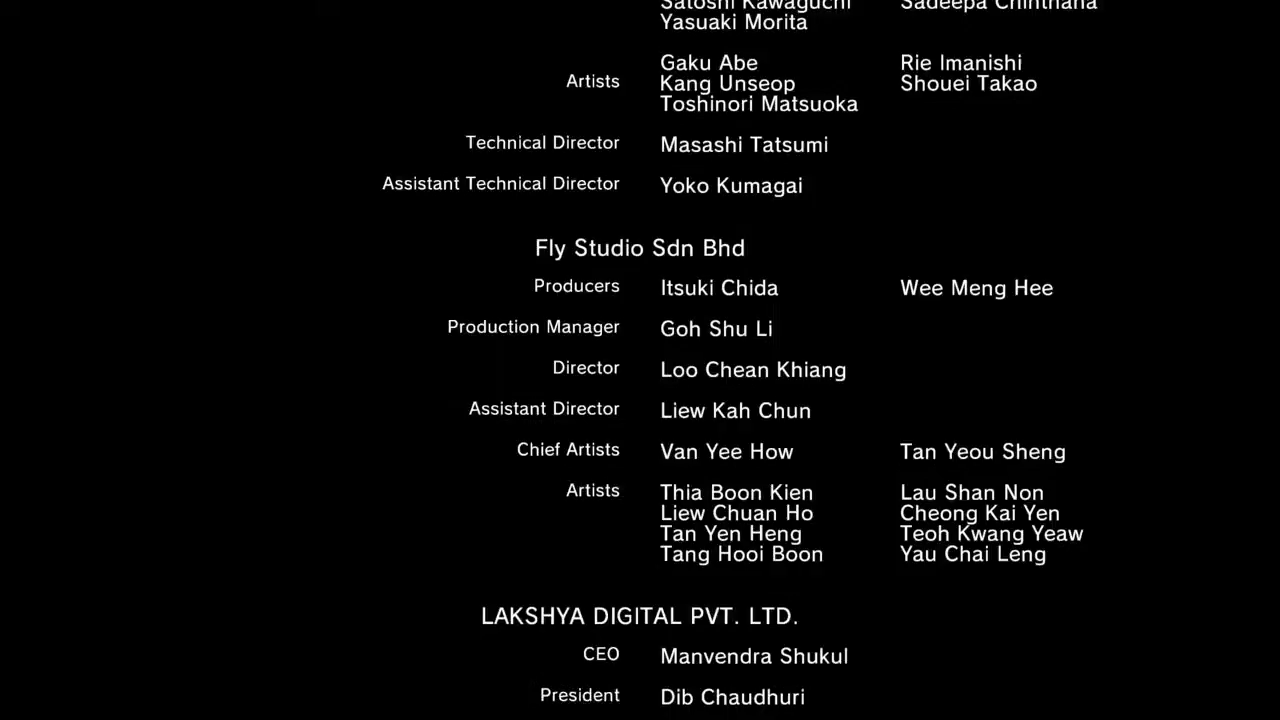 Satoshi Kawaguchi Sadeepa Chinthana
Yasuaki Morita
Gaku Abe Rie Imanishi
Artists Kang Unseop Shouei Takao
Toshinori Matsuoka
Technical Director Masashi Tatsumi
Assistant Technical Director Yoko Kumagai
Fly Studio Sdn Bhd
Producers Itsuki Chida Wee Meng Hee
Production Manager Goh Shu Li
Director Loo Chean Khiang
Assistant Director Liew Kah Chun
Chief Artists Van Yee How Tan Yeou Sheng
Artists Thia Boon Kien Lau Shan Non
Liew Chuan Ho Cheong Kai Yen
Tan Yen Heng Teoh Kwang Yeaw
Tang Hooi Boon Yau Chai Leng
LAKSHYA DIGITAL PVT. LTD.
CEO Manvendra Shukul
President Dib Chaudhuri